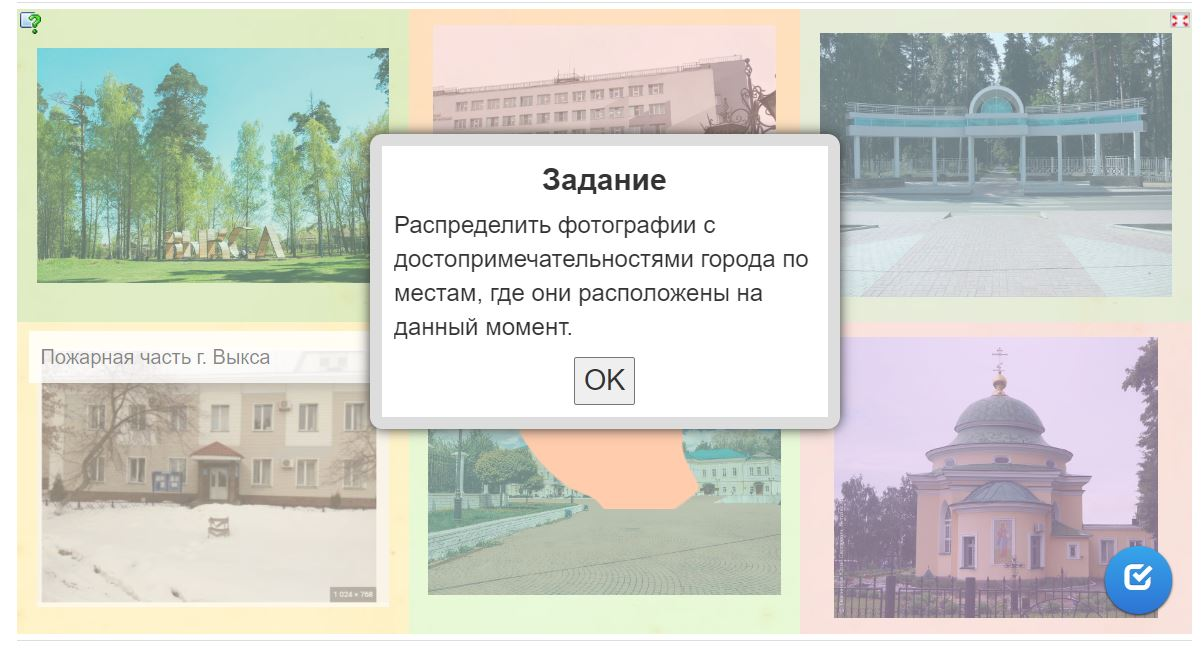 ВЫКСА
Задание
Распределить фотографии с
достопримечательностями города по
местам, где они расположены на
данный момент.
OK
Пожарная часть г. Выкса
1 024 × 768